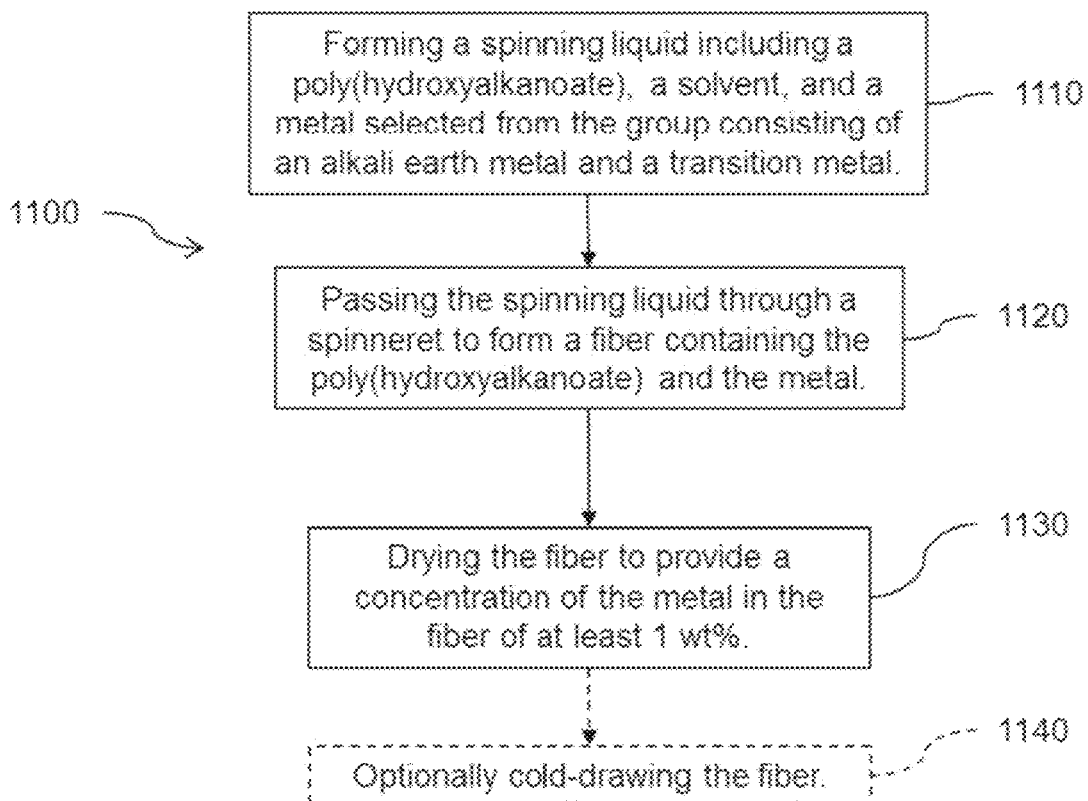 Forming a spinning liquid including a
poly(hydroxyalkanoate), a solvent, and a
metal selected from the group consisting of
an alkali earth metal and a transition metal.
1110
1100
Passing the spinning liquid through a
spinneret to form a fiber containing the
poly(hydroxyalkanoate) and the metal.
1120
Drying the fiber to provide a
concentration of the metal in the
fiber of at least 1 wt%.
1130
Optionally cold-drawing the fiber.
1140